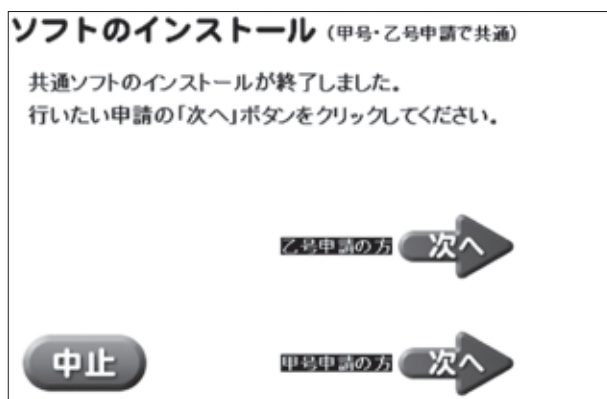 ソフトのインストール（甲号・乙号申請で共通）
共通ソフトのインストールが終了しました。
行いたい申請の「次へ」ボタンをクリックしてください。
乙号申請の方 次へ
中止
甲号申請の方 次へ